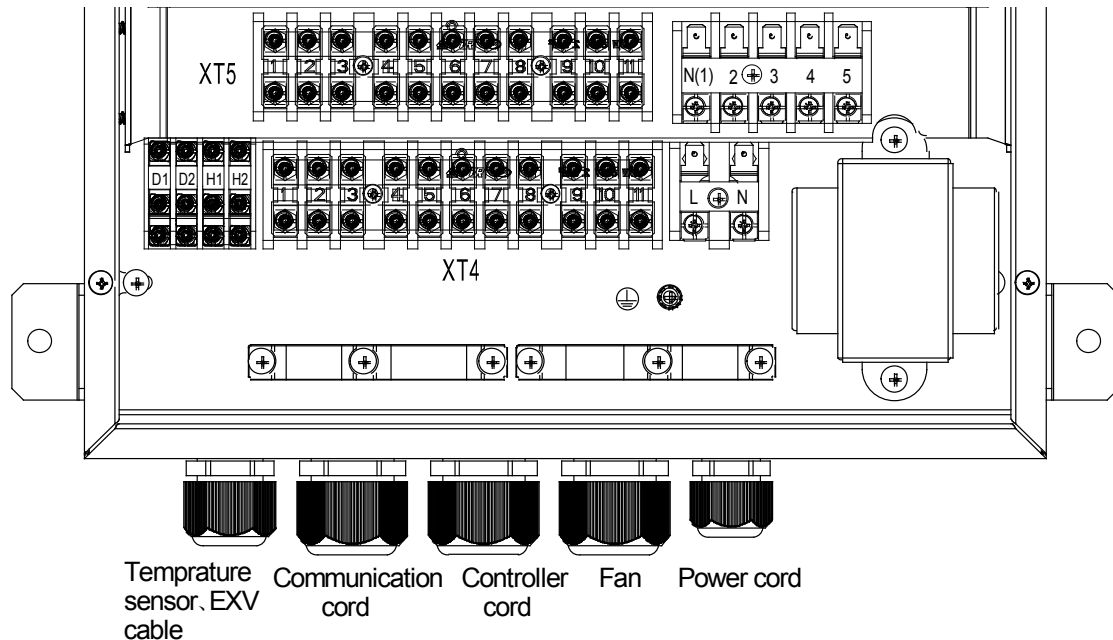 XT5
1 2 3 4 5 6 7 8 9 10 11
N(1) 2 3 4 5
D1 D2 H1 H2
1 2 3 4 5 6 7 8 9 10 11
L N
XT4
Temprature
sensor、EXV
cable
Communication
cord
Controller
cord
Fan
Power cord